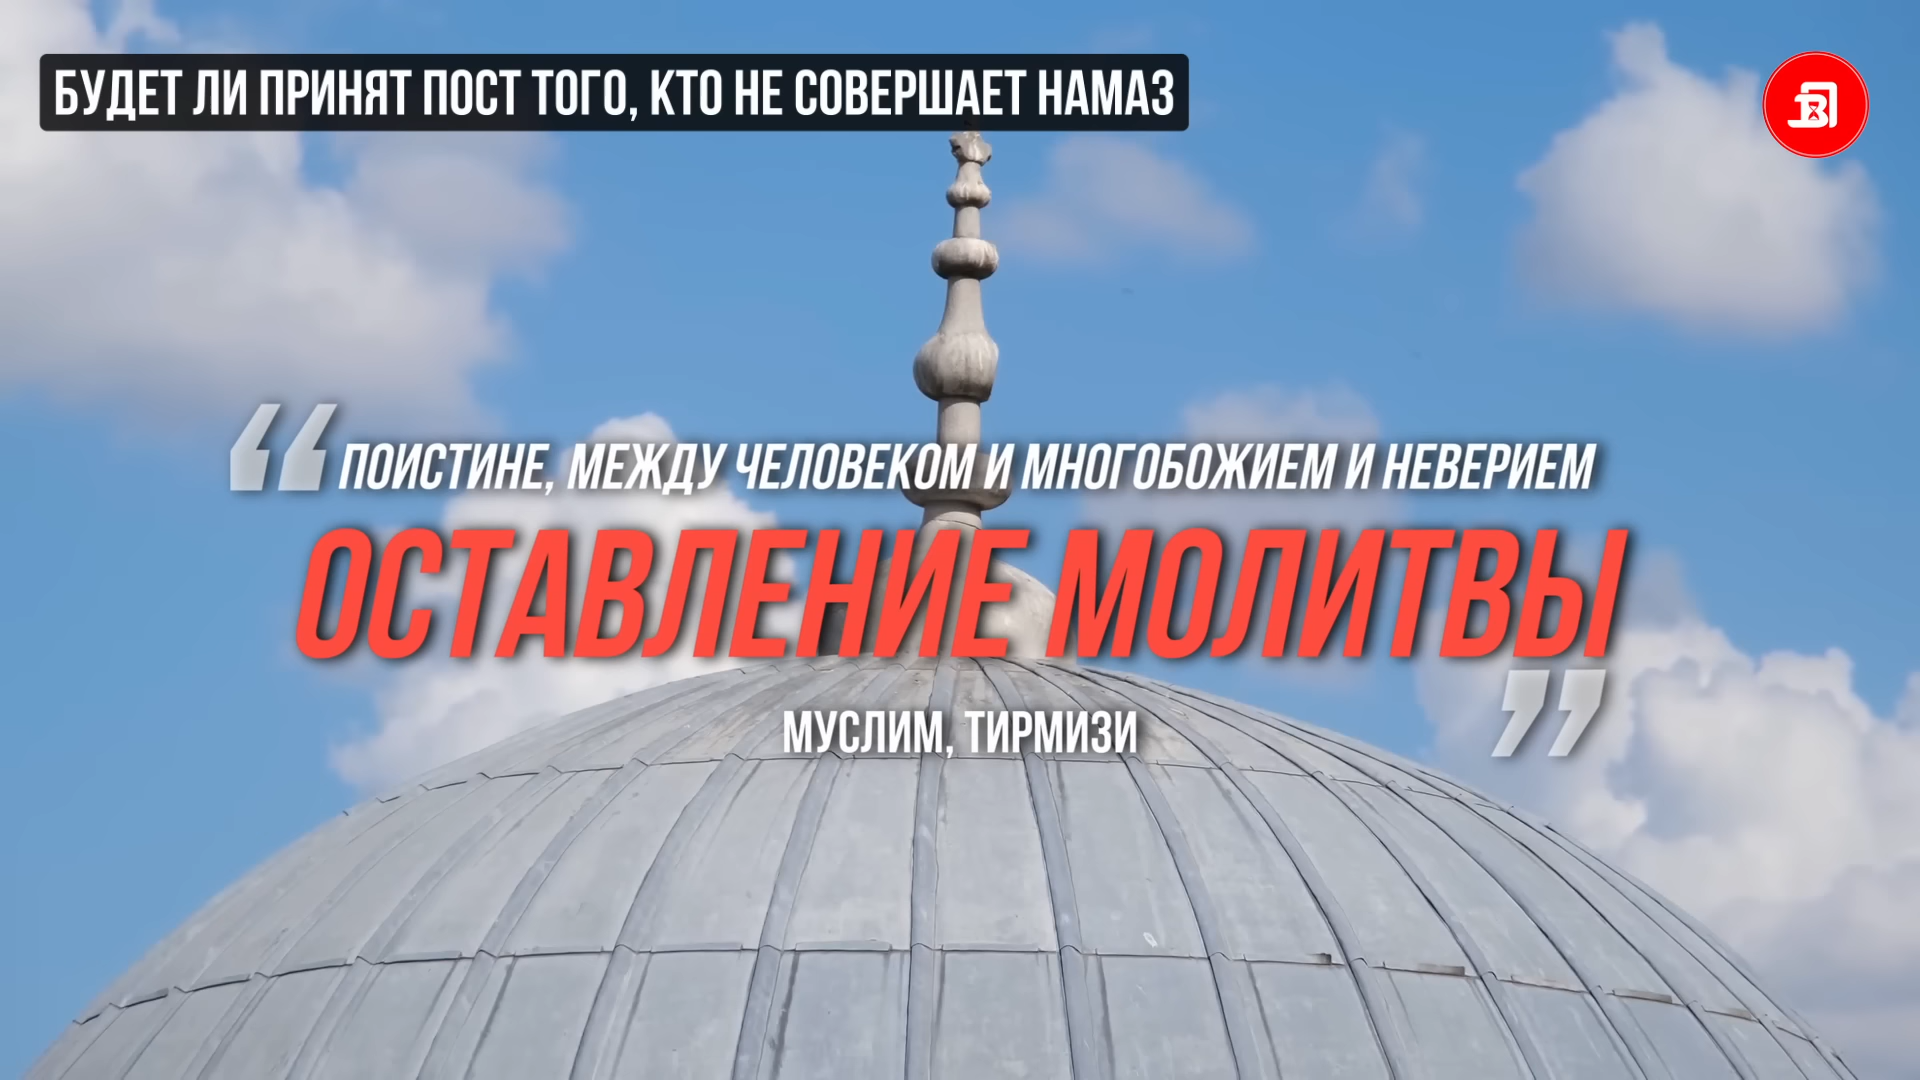 БУДЕТ ЛИ ПРИНЯТ ПОСТ ТОГО, КТО НЕ СОВЕРШАЕТ НАМАЗ
“ ПОИСТИНЕ, МЕЖДУ ЧЕЛОВЕКОМ И МНОГОБОЖИЕМ И НЕВЕРИЕМ
ОСТАВЛЕНИЕ МОЛИТВЫ ”
МУСЛИМ, ТИРМИЗИ